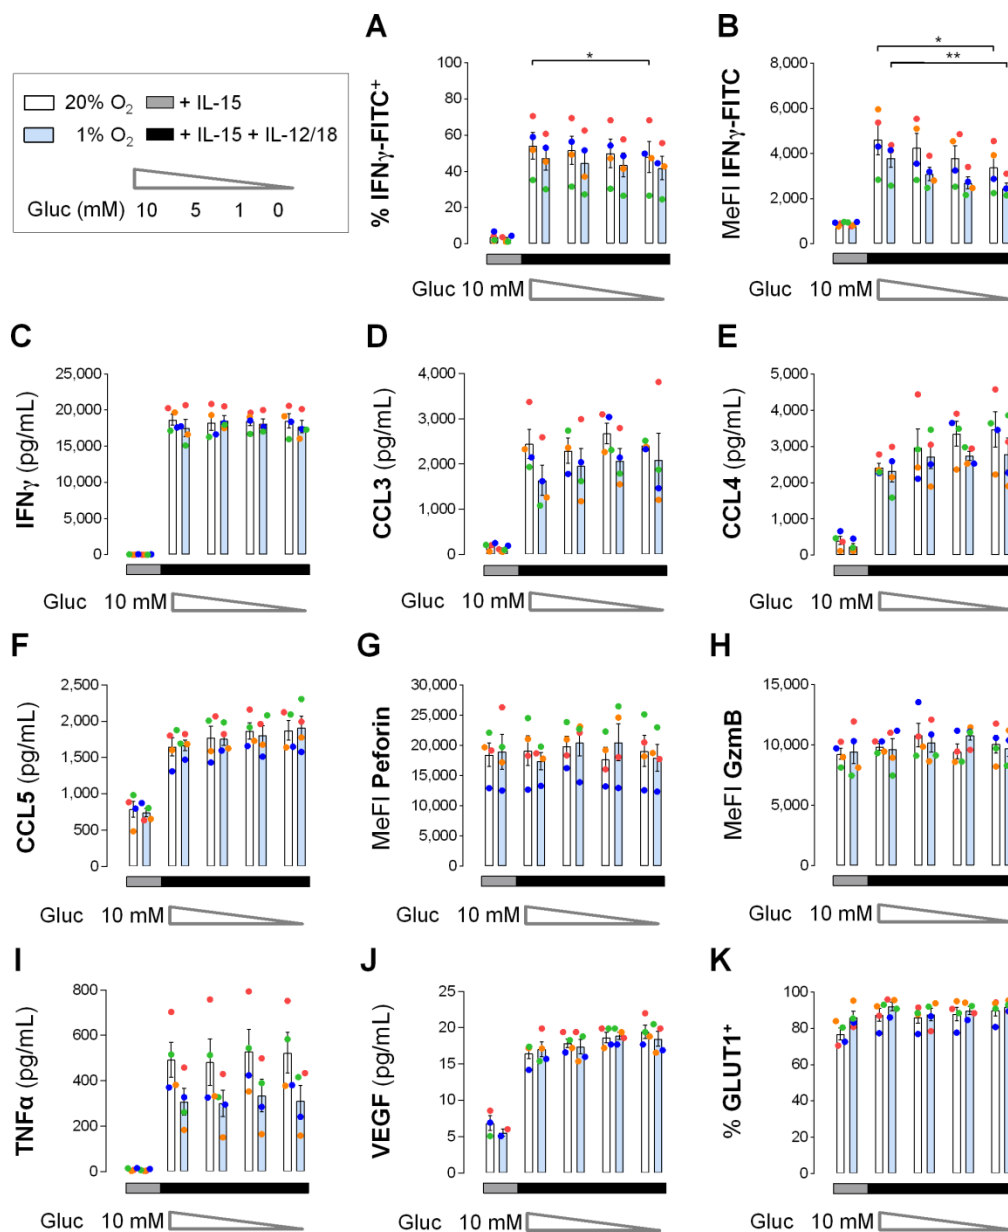 20% O2 + IL-15
1% O2 + IL-15 + IL-12/18
Gluc (mM) 10 5 1 0
A
% IFNγ-FITC+
100
80
60
40
20
0
*
Gluc 10 mM
B
MeFI IFNγ-FITC
8,000
6,000
4,000
2,000
0
*
**
Gluc 10 mM
C
IFNγ (pg/mL)
25,000
20,000
15,000
10,000
5,000
0
Gluc 10 mM
D
CCL3 (pg/mL)
4,000
3,000
2,000
1,000
0
Gluc 10 mM
E
CCL4 (pg/mL)
5,000
4,000
3,000
2,000
1,000
0
Gluc 10 mM
F
CCL5 (pg/mL)
2,500
2,000
1,500
1,000
500
0
Gluc 10 mM
G
MeFI Peforin
30,000
25,000
20,000
15,000
10,000
5,000
0
Gluc 10 mM
H
MeFI GzmB
15,000
10,000
5,000
0
Gluc 10 mM
I
TNFα (pg/mL)
800
600
400
200
0
Gluc 10 mM
J
VEGF (pg/mL)
25
20
15
10
5
0
Gluc 10 mM
K
% GLUT1+
100
80
60
40
20
0
Gluc 10 mM